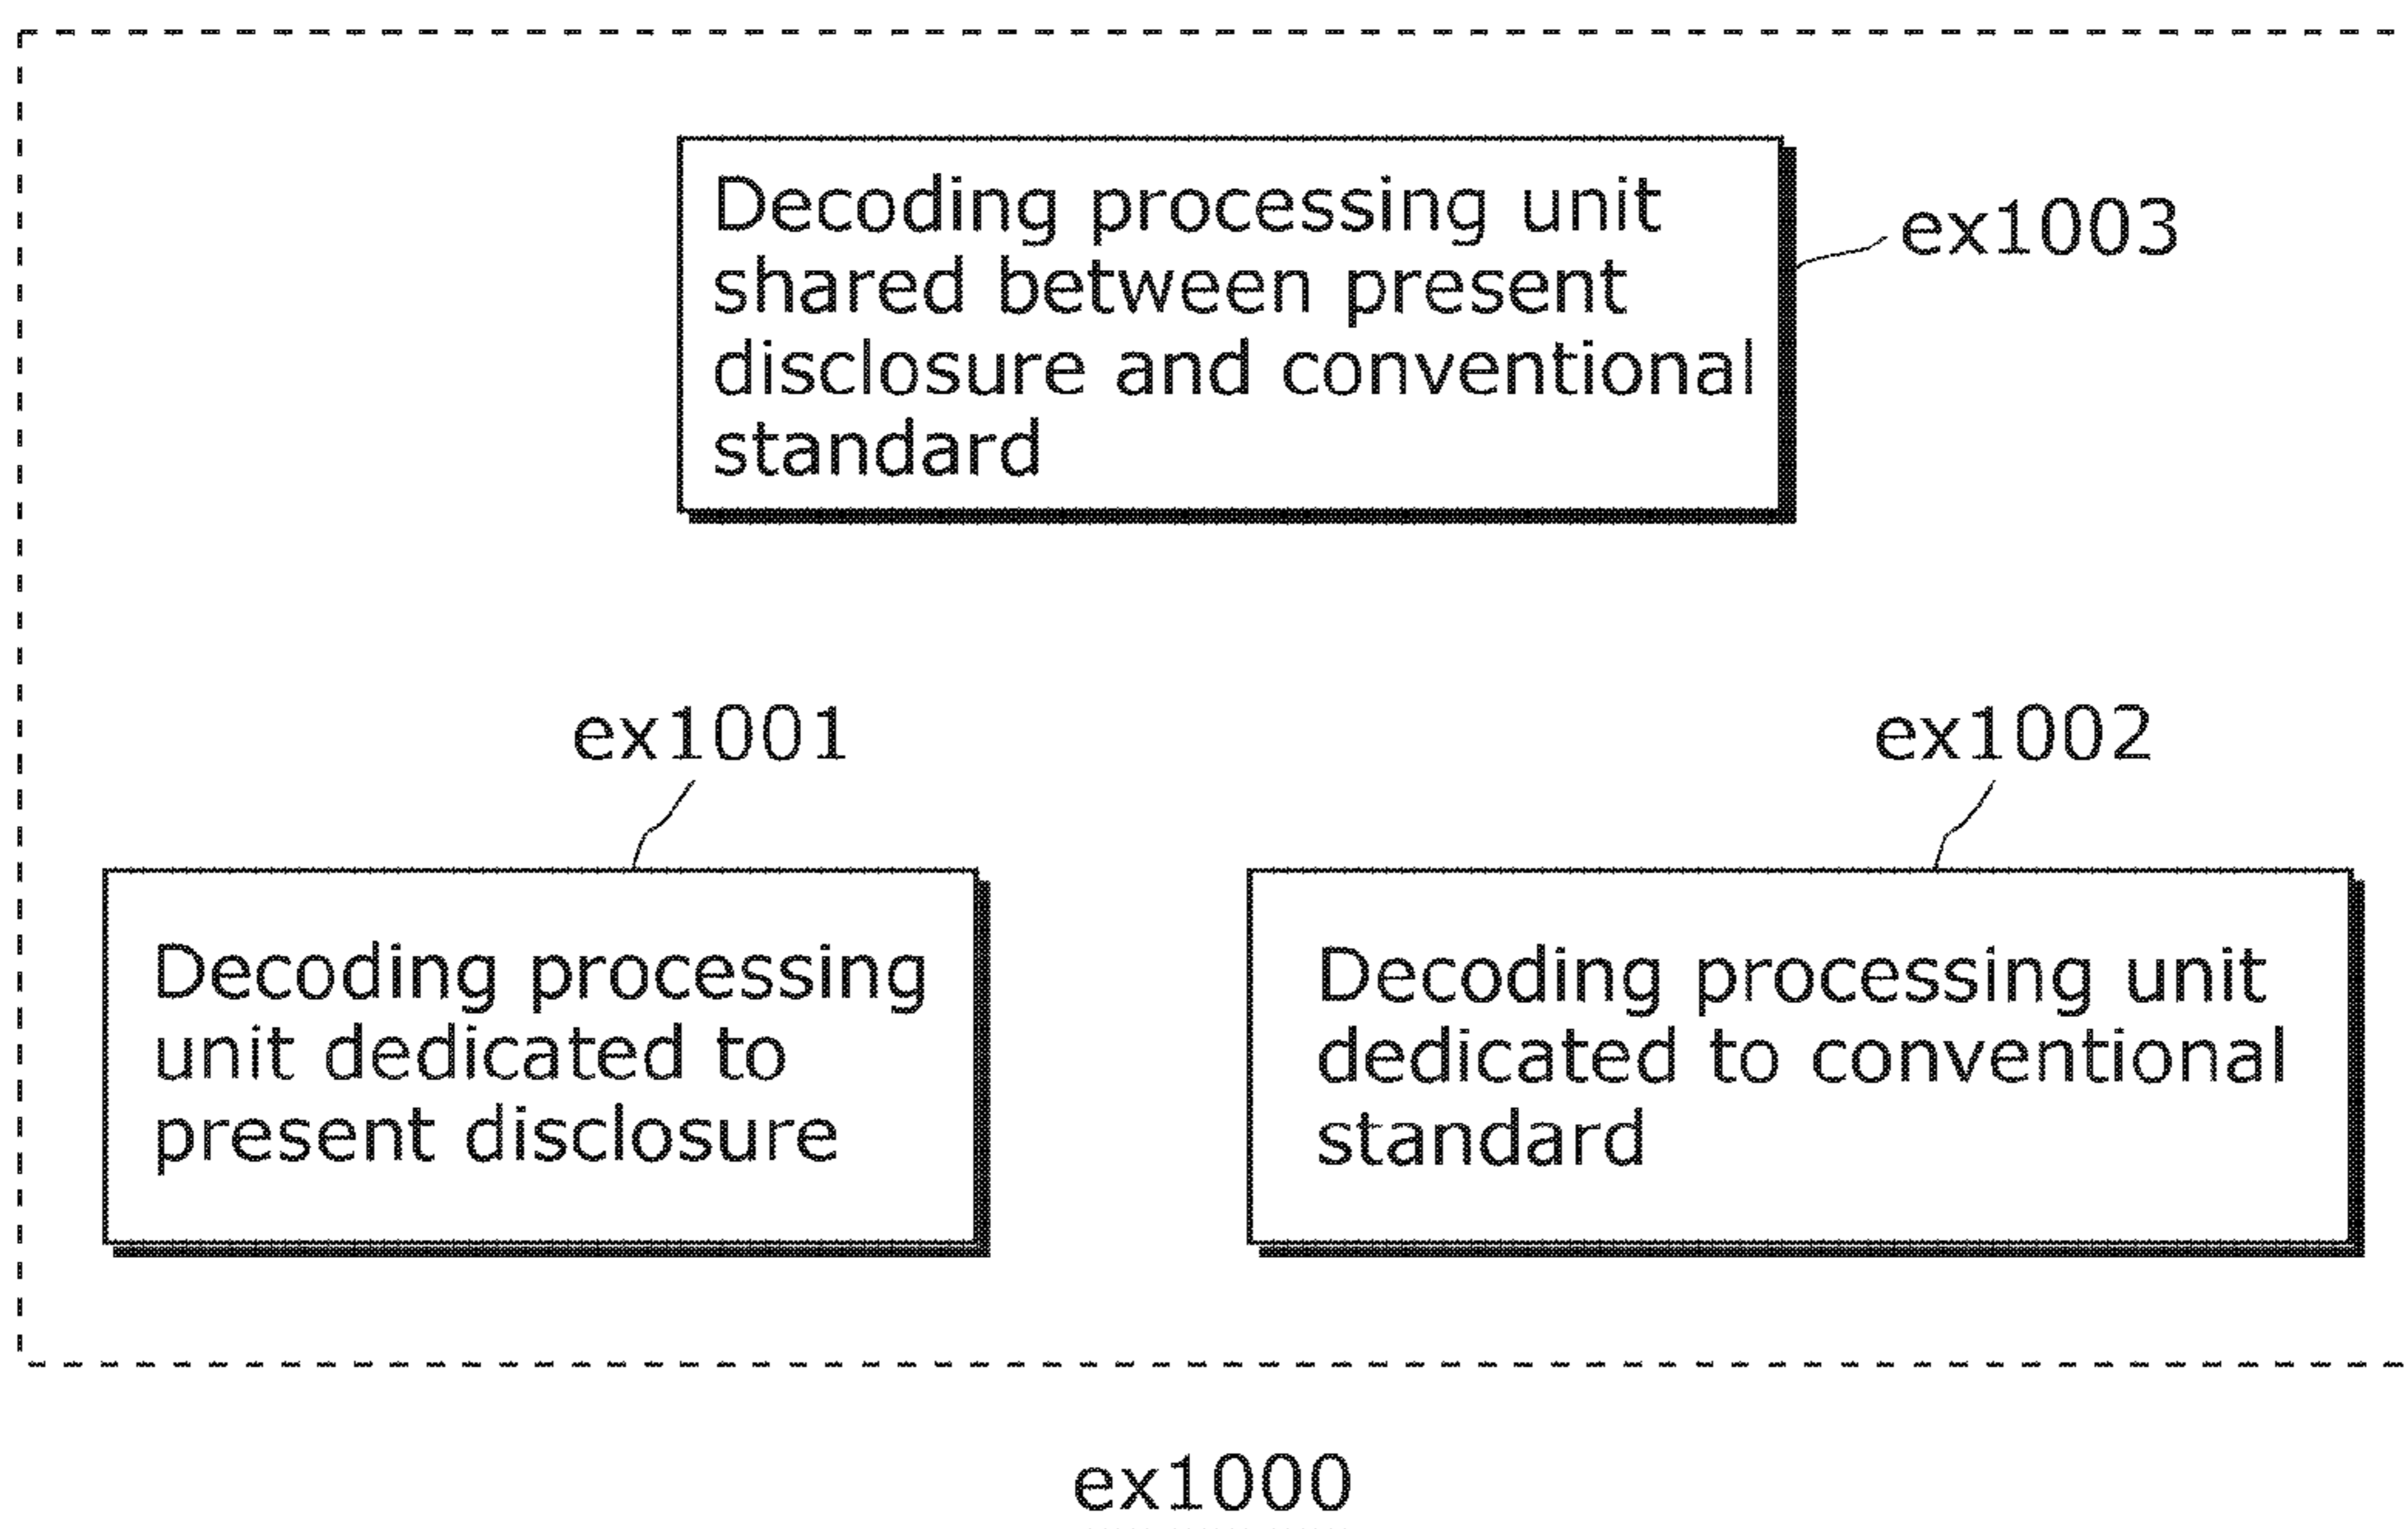 Decoding processing unit
shared between present
disclosure and conventional
standard
ex1003
ex1001
ex1002
Decoding processing
unit dedicated to
present disclosure
Decoding processing unit
dedicated to conventional
standard
ex1000